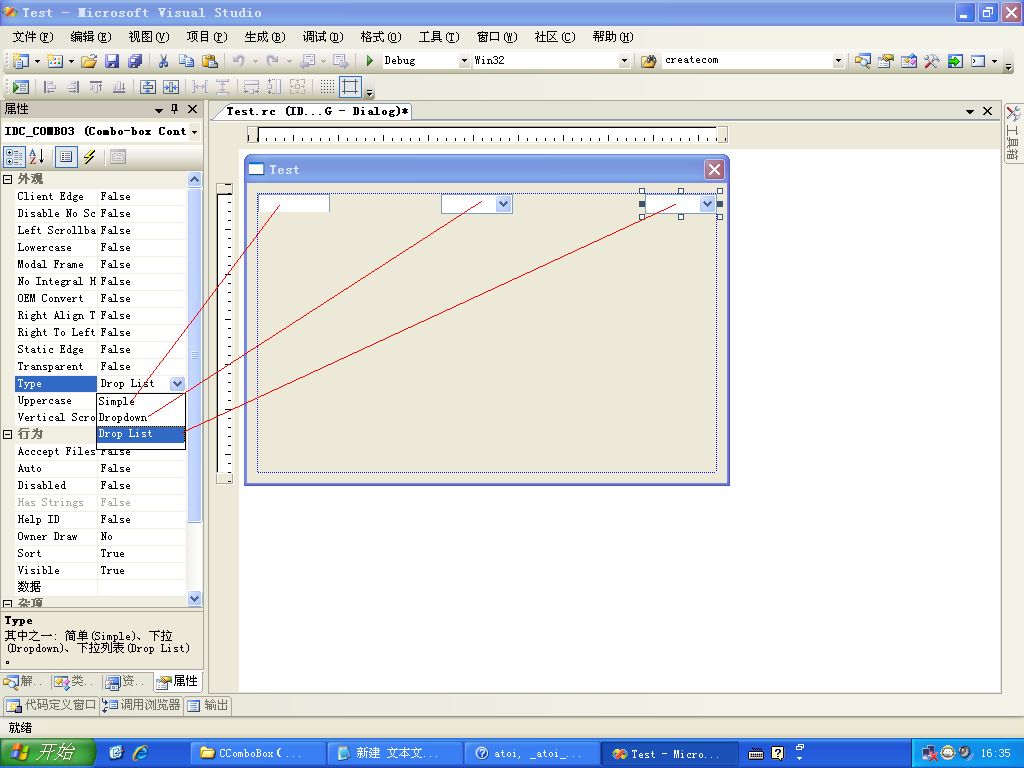 Test - Microsoft Visual Studio
文件(F) 编辑(E) 视图(V) 项目(P) 生成(B) 调试(D) 格式(O) 工具(T) 窗口(W) 社区(C) 帮助(H)
Debug Win32 createcom
属性
IDC_COMBO3 (Combo-box Cont
外观
Client Edge False
Disable No Sc False
Left Scrollba False
Lowercase False
Modal Frame False
No Integral H False
OEM Convert False
Right Align T False
Right To Left False
Static Edge False
Transparent False
Type Drop List
Uppercase Simple
Vertical Scro Dropdown
行为 Drop List
Acccept Files False
Auto False
Disabled False
Has Strings False
Help ID False
Owner Draw No
Sort True
Visible True
数据
杂项
Type
其中之一: 简单(Simple)、下拉
(Dropdown)、下拉列表(Drop List)
。
解.. 类.. 资.. 属性
Test.rc (ID...G - Dialog)*
Test
工具箱
代码定义窗口 调用浏览器 输出
就绪
开始 CComboBox( 新建 文本文... atoi, _atoi_... Test - Micro... 16:35